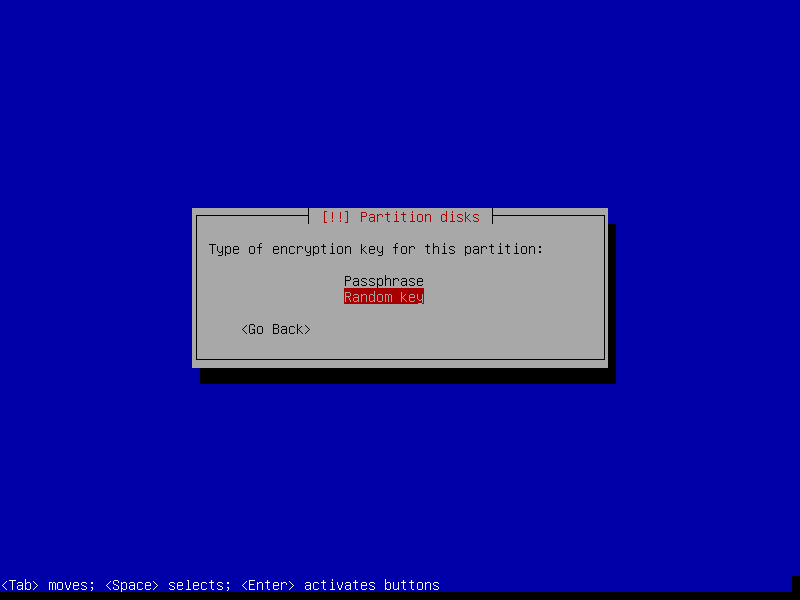 [!!] Partition disks
Type of encryption key for this partition:
Passphrase
Random key
<Go Back>
<Tab> moves; <Space> selects; <Enter> activates buttons